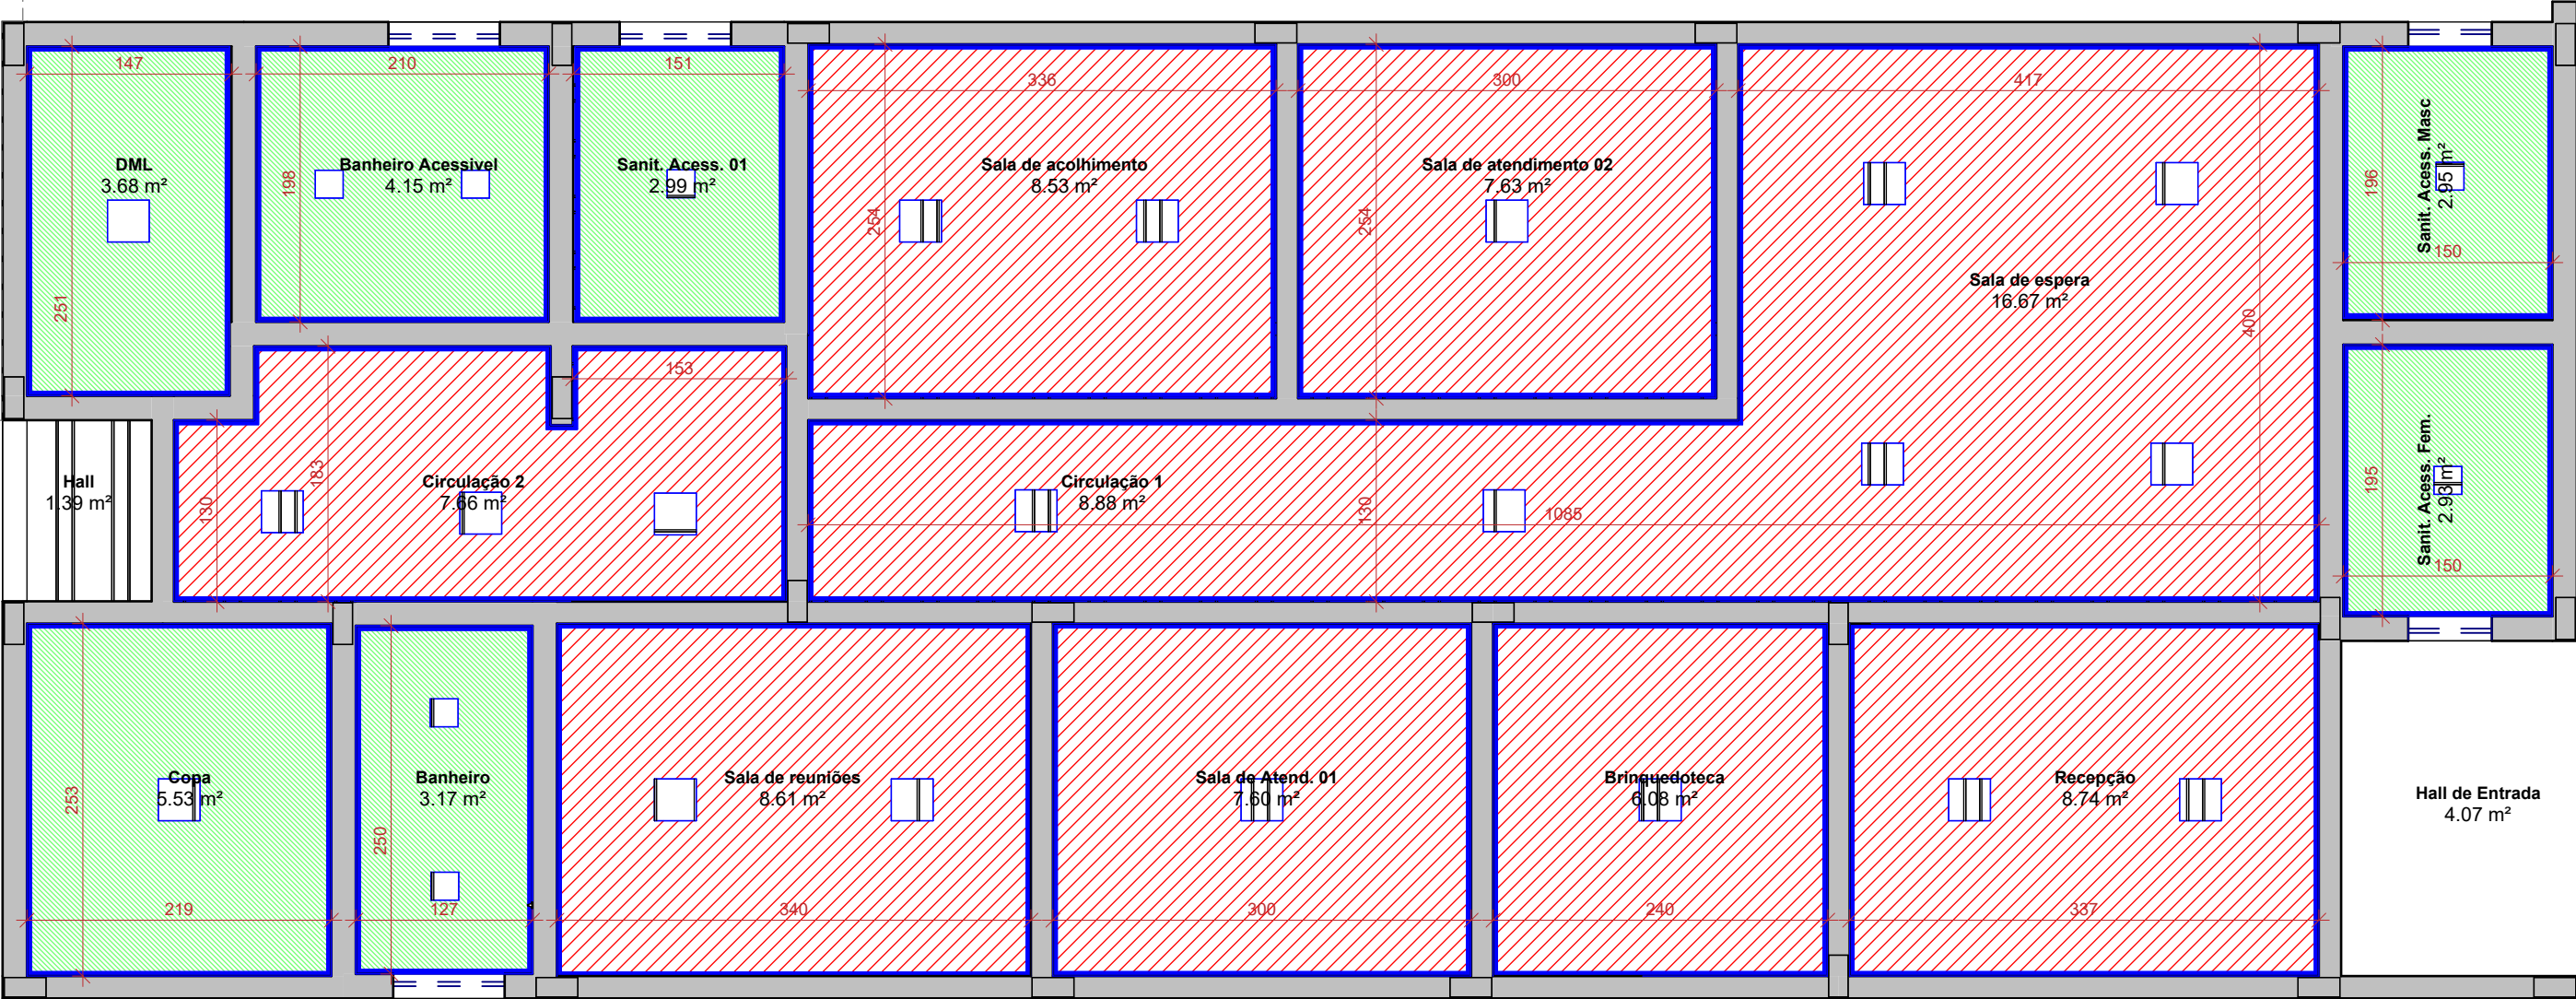 147
210
151
336
300
417
DML
3.68 m²
251
Banheiro Acessivel
4.15 m²
198
Sanit. Acess. 01
2.99 m²
Sala de acolhimento
8.53 m²
254
Sala de atendimento 02
7.63 m²
254
Sala de espera
16.67 m²
400
Sanit. Acess. Masc
2.95 m²
196
150
153
Hall
1.39 m²
130
183
Circulação 2
7.66 m²
Circulação 1
8.88 m²
130
1085
Sanit. Acess. Fem.
2.93 m²
195
150
Copa
5.53 m²
253
219
Banheiro
3.17 m²
250
127
Sala de reuniões
8.61 m²
340
Sala de Atend. 01
7.60 m²
300
Brinquedoteca
6.08 m²
240
Recepção
8.74 m²
337
Hall de Entrada
4.07 m²